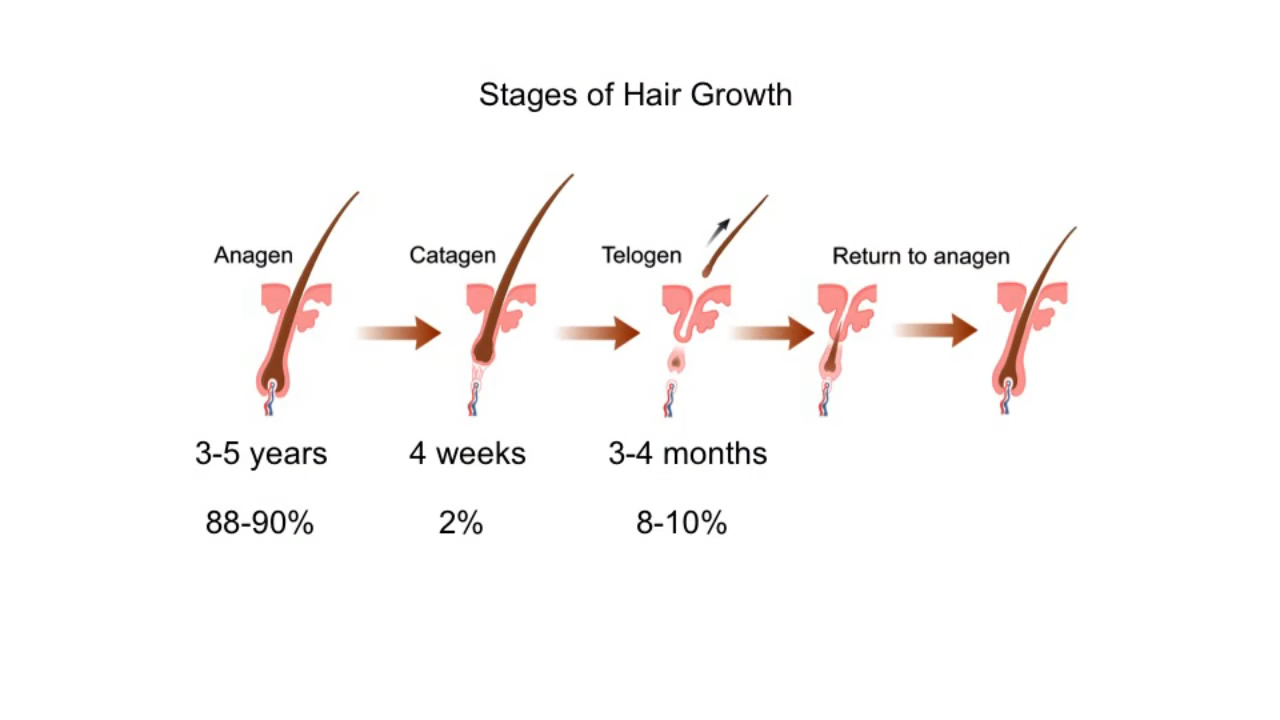 Stages of Hair Growth
Anagen
Catagen
Telogen
Return to anagen
3-5 years
4 weeks
3-4 months
88-90%
2%
8-10%